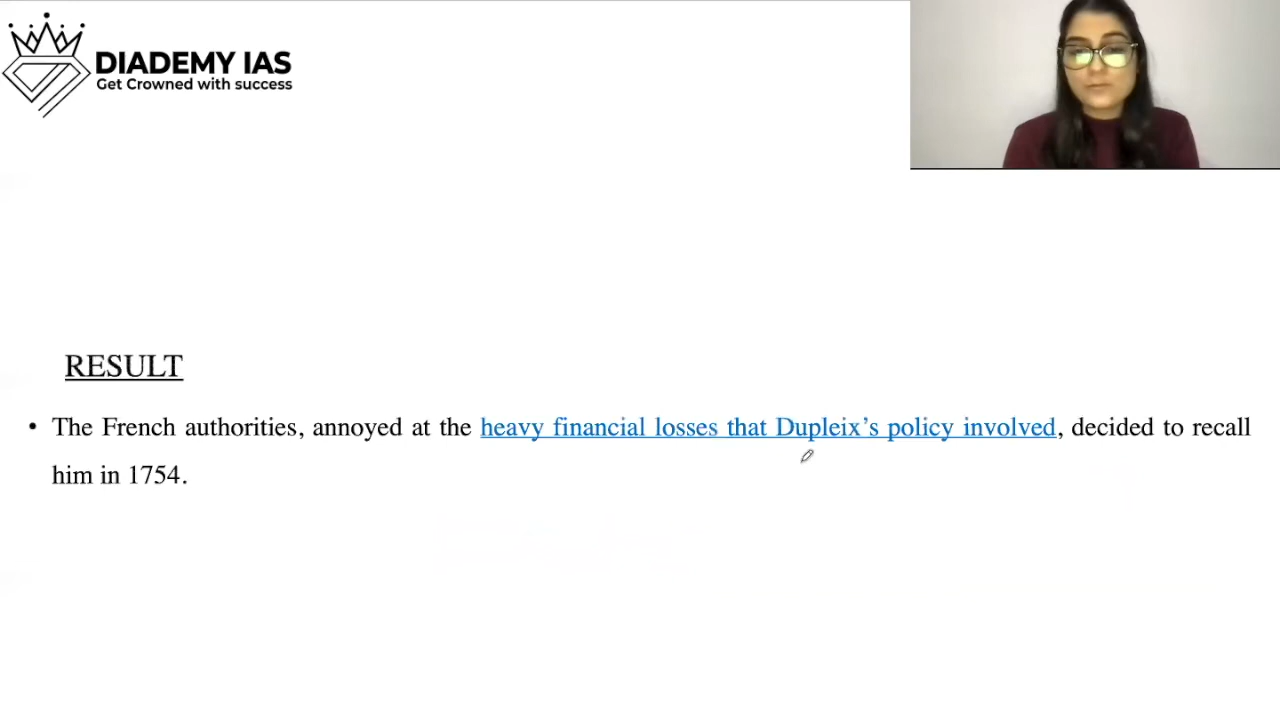 DIADEMY IAS
Get Crowned with success
RESULT
• The French authorities, annoyed at the heavy financial losses that Dupleix’s policy involved, decided to recall
him in 1754.